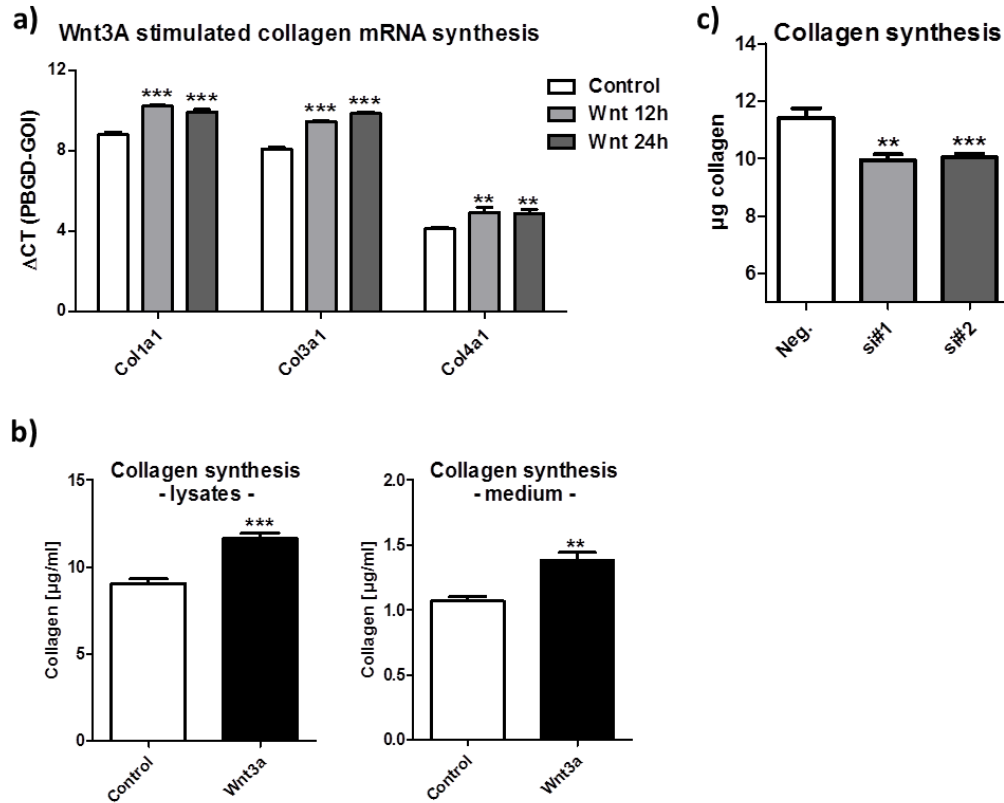 a)
Wnt3A stimulated collagen mRNA synthesis
ΔCT (PBGD-GOI)
12
8
4
0
***
***
***
***
**
**
Control
Wnt 12h
Wnt 24h
Col1a1
Col3a1
Col4a1
c)
Collagen synthesis
µg collagen
14
12
10
8
6
**
***
Neg.
si#1
si#2
b)
Collagen synthesis
- lysates -
Collagen [µg/ml]
15
10
5
0
***
Control
Wnt3a
Collagen synthesis
- medium -
Collagen [µg/ml]
2.0
1.5
1.0
0.5
0.0
**
Control
Wnt3a